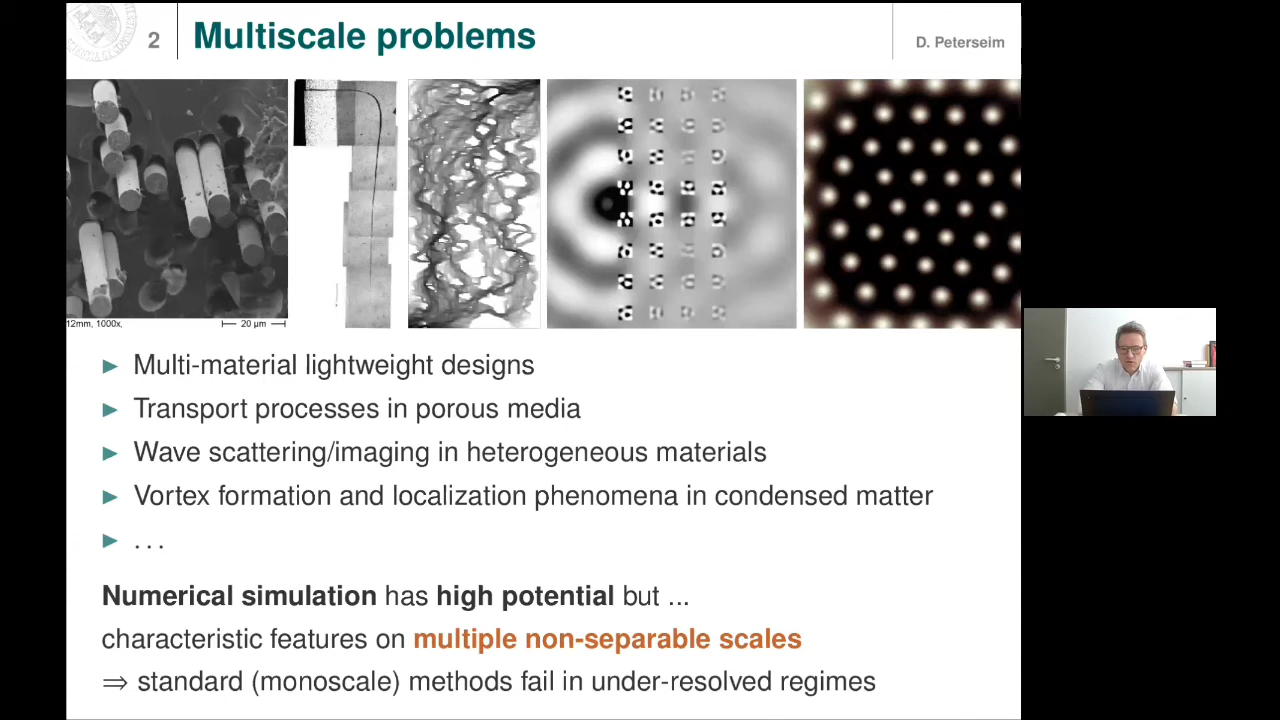 2
Multiscale problems
D. Peterseim
12mm, 1000x,
20 µm
► Multi-material lightweight designs
► Transport processes in porous media
► Wave scattering/imaging in heterogeneous materials
► Vortex formation and localization phenomena in condensed matter
► . . .
Numerical simulation has high potential but ...
characteristic features on multiple non-separable scales
⇒ standard (monoscale) methods fail in under-resolved regimes